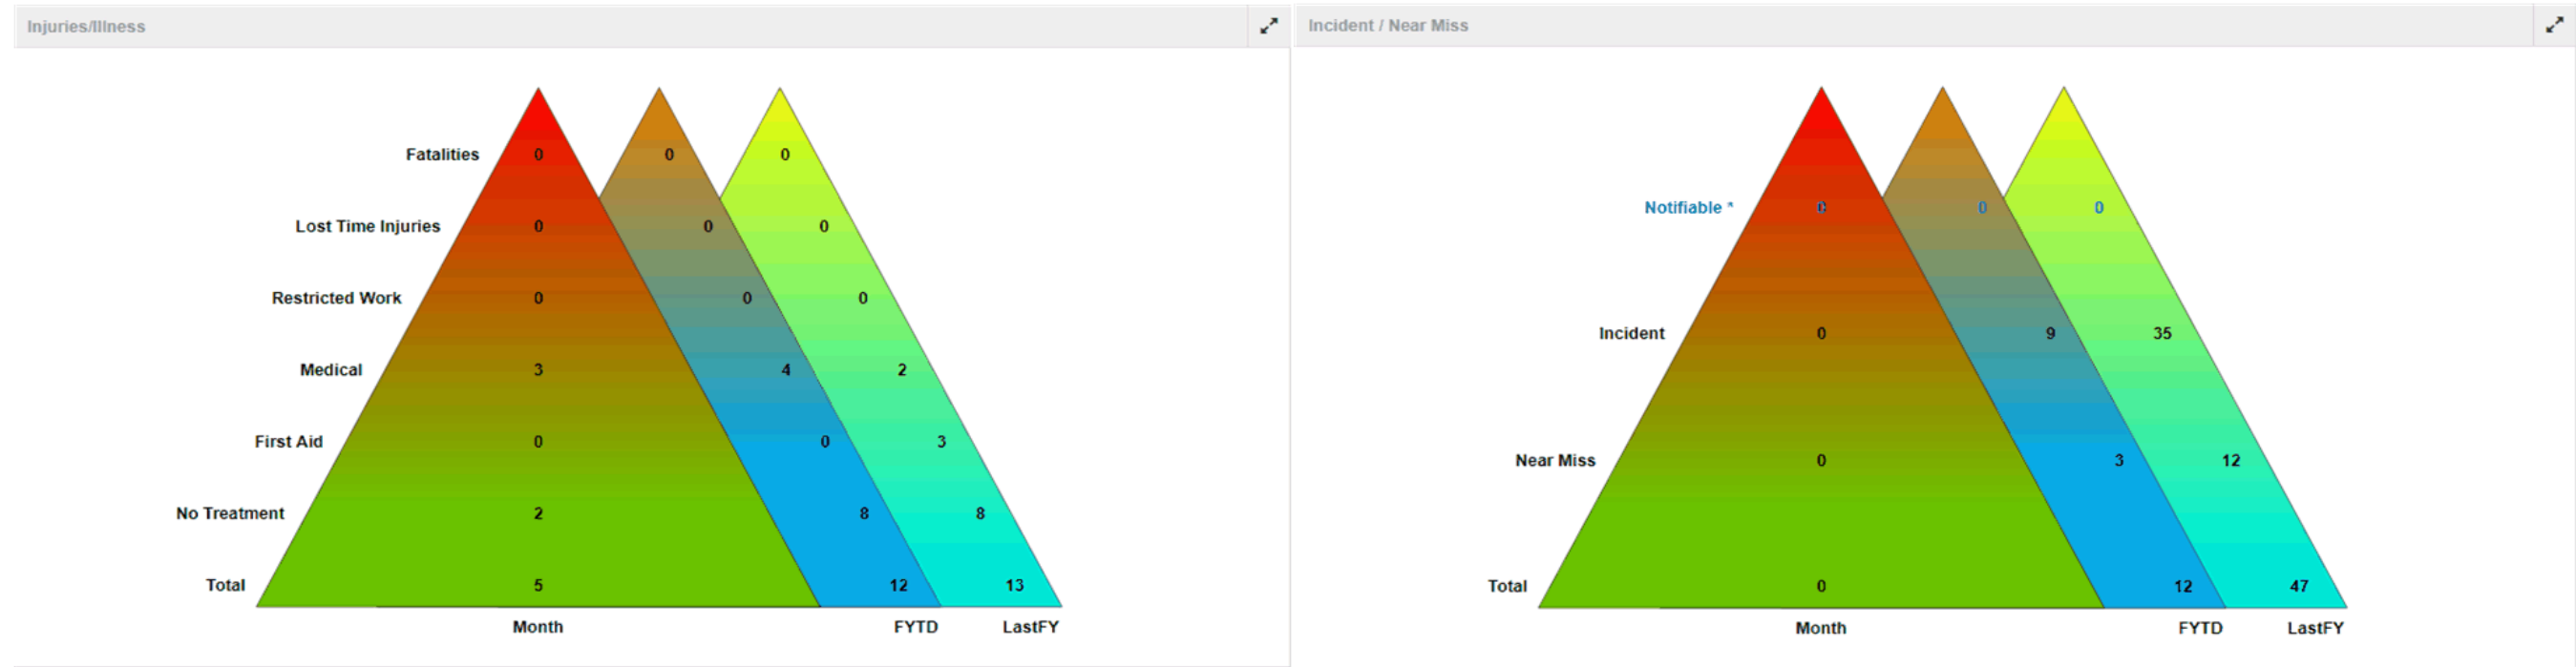 Injuries/Illness
Fatalities 0 0 0
Lost Time Injuries 0 0 0
Restricted Work 0 0 0
Medical 3 4 2
First Aid 0 0 3
No Treatment 2 8 8
Total 5 12 13
Month FYTD LastFY
Incident / Near Miss
Notifiable * 0 0 0
Incident 0 9 35
Near Miss 0 3 12
Total 0 12 47
Month FYTD LastFY